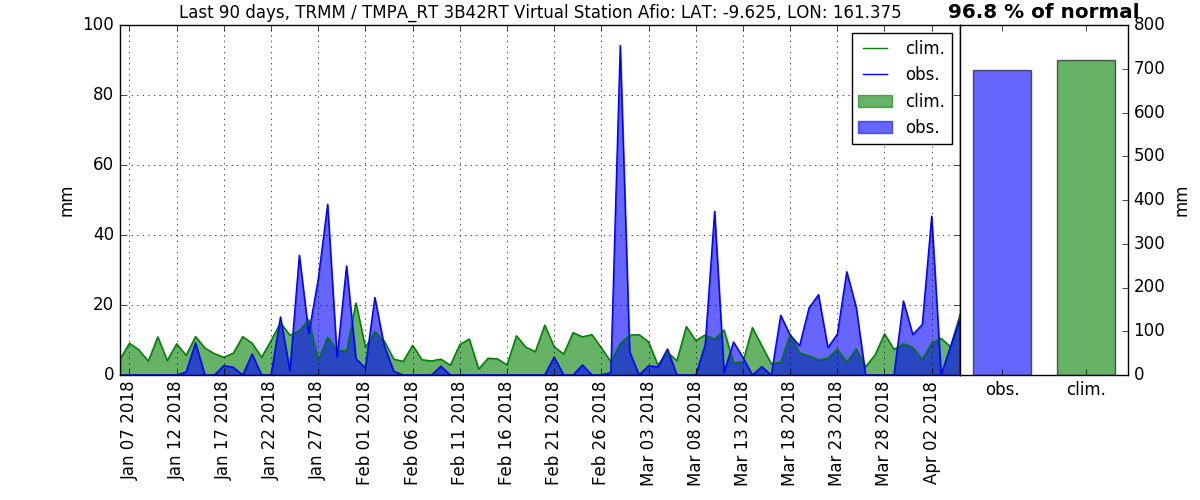 Last 90 days, TRMM / TMPA_RT 3B42RT Virtual Station Afio: LAT: -9.625, LON: 161.375
96.8 % of normal
100
80
60
40
20
0
mm
clim.
obs.
clim.
obs.
Jan 07 2018
Jan 12 2018
Jan 17 2018
Jan 22 2018
Jan 27 2018
Feb 01 2018
Feb 06 2018
Feb 11 2018
Feb 16 2018
Feb 21 2018
Feb 26 2018
Mar 03 2018
Mar 08 2018
Mar 13 2018
Mar 18 2018
Mar 23 2018
Mar 28 2018
Apr 02 2018
800
700
600
500
400
300
200
100
0
mm
obs.
clim.